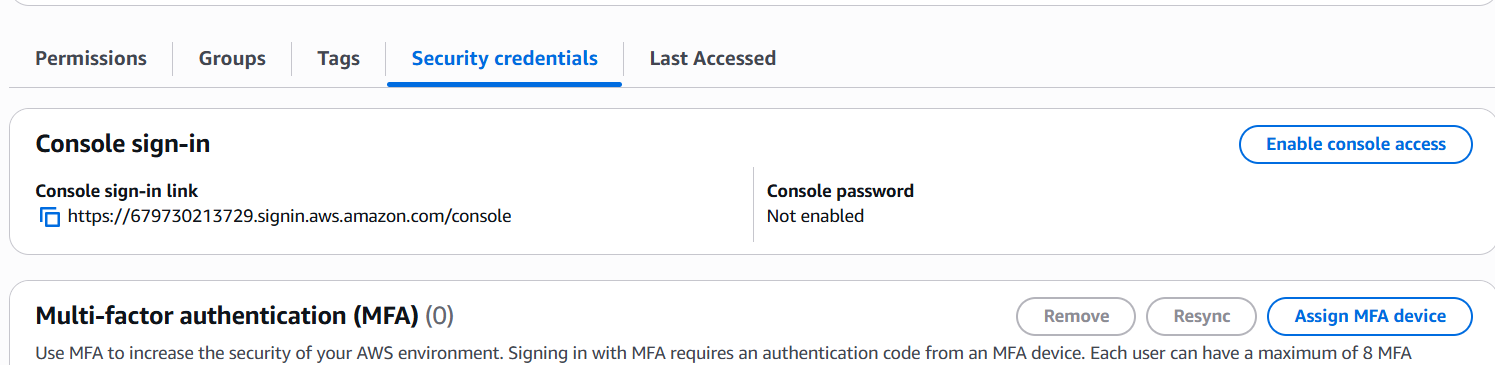 Permissions Groups Tags Security credentials Last Accessed
Console sign-in Enable console access
Console sign-in link Console password
https://679730213729.signin.aws.amazon.com/console Not enabled
Multi-factor authentication (MFA) (0) Remove Resync Assign MFA device
Use MFA to increase the security of your AWS environment. Signing in with MFA requires an authentication code from an MFA device. Each user can have a maximum of 8 MFA